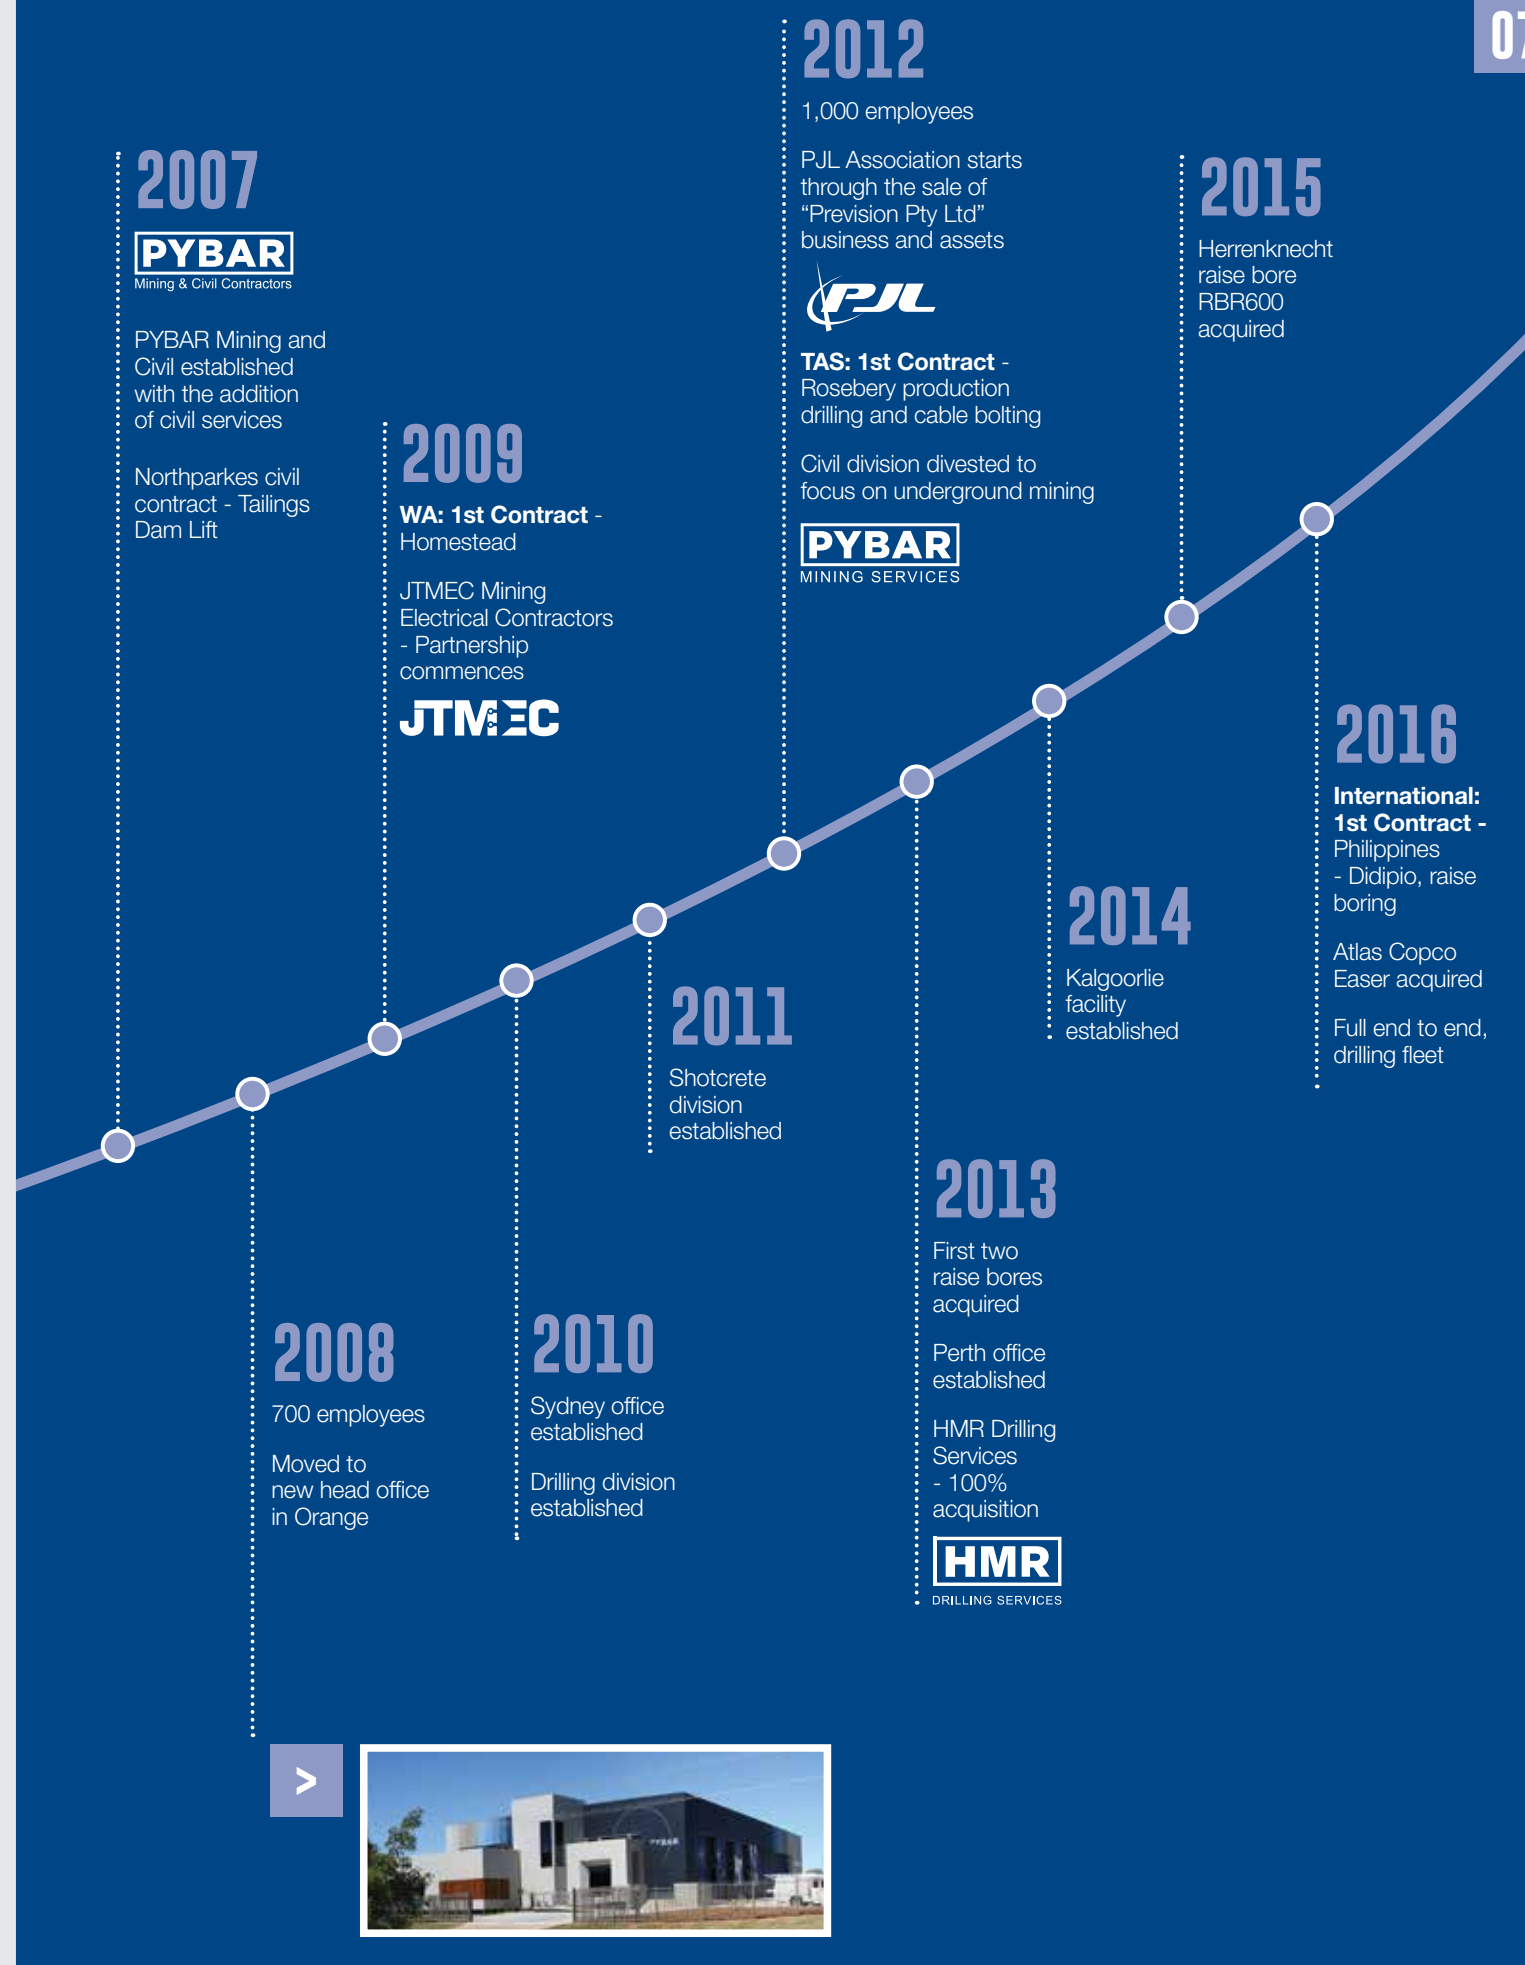 07
2007
PYBAR
Mining & Civil Contractors
PYBAR Mining and
Civil established
with the addition
of civil services
Northparkes civil
contract - Tailings
Dam Lift
2008
700 employees
Moved to
new head office
in Orange
>
PYBAR
2009
WA: 1st Contract -
Homestead
JTMEC Mining
Electrical Contractors
- Partnership
commences
JTMEC
2010
Sydney office
established
Drilling division
established
2011
Shotcrete
division
established
2012
1,000 employees
PJL Association starts
through the sale of
“Prevision Pty Ltd”
business and assets
PJL
TAS: 1st Contract -
Rosebery production
drilling and cable bolting
Civil division divested to
focus on underground mining
PYBAR
MINING SERVICES
2013
First two
raise bores
acquired
Perth office
established
HMR Drilling
Services
- 100%
acquisition
HMR
DRILLING SERVICES
2014
Kalgoorlie
facility
established
2015
Herrenknecht
raise bore
RBR600
acquired
2016
International:
1st Contract -
Philippines
- Didipio, raise
boring
Atlas Copco
Easer acquired
Full end to end,
drilling fleet